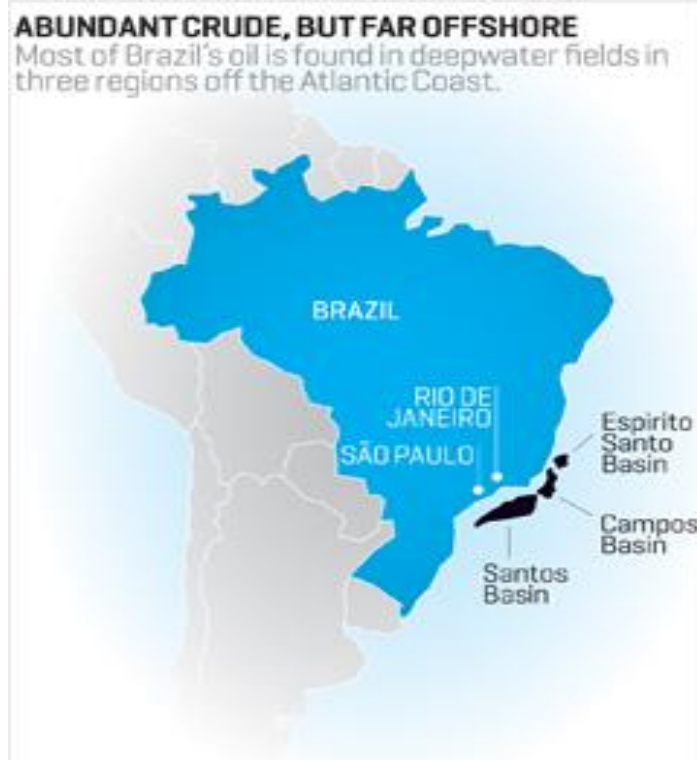 ABUNDANT CRUDE, BUT FAR OFFSHORE
Most of Brazil's oil is found in deepwater fields in
three regions off the Atlantic Coast.
BRAZIL
RIO DE
JANEIRO
SÃO PAULO
Espirito
Santo
Basin
Campos
Basin
Santos
Basin